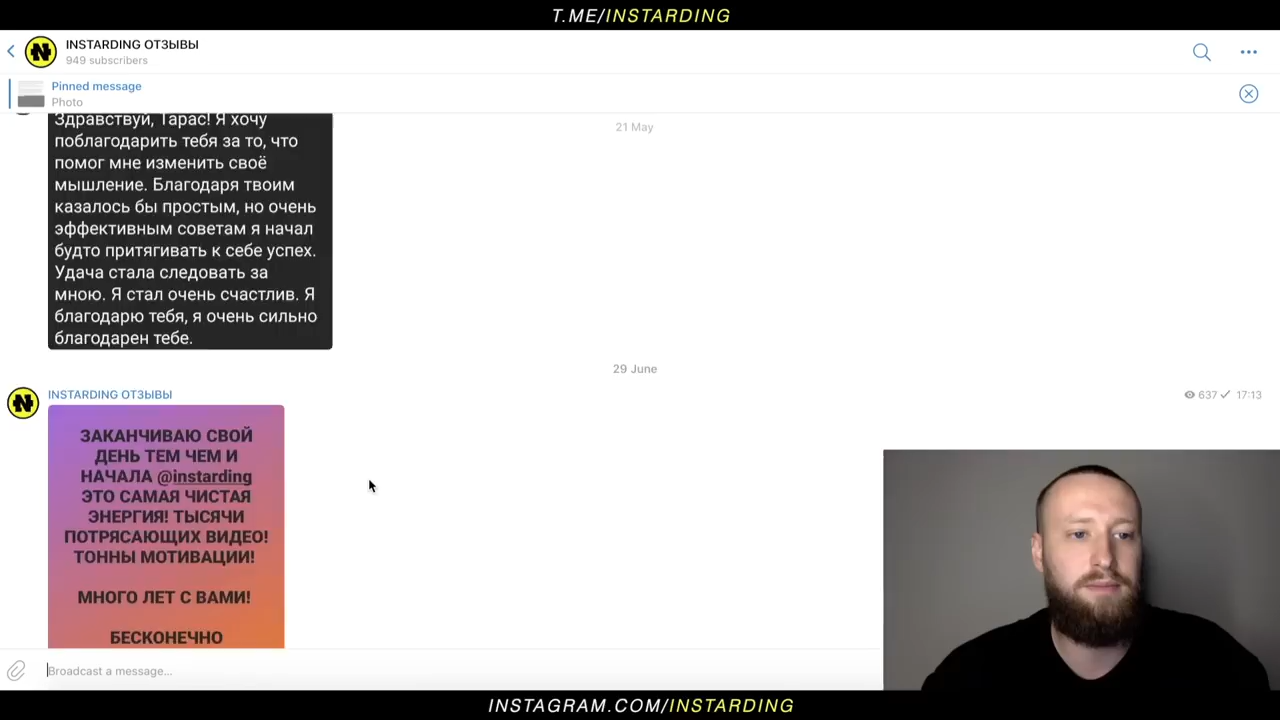 T.ME/INSTARDING
INSTARDING ОТЗЫВЫ
949 subscribers
Pinned message
Photo
21 May
Здравствуй, Тарас! Я хочу
поблагодарить тебя за то, что
помог мне изменить своё
мышление. Благодаря твоим
казалось бы простым, но очень
эффективным советам я начал
будто притягивать к себе успех.
Удача стала следовать за
мною. Я стал очень счастлив. Я
благодарю тебя, я очень сильно
благодарен тебе.
29 June
INSTARDING ОТЗЫВЫ
637 17:13
ЗАКАНЧИВАЮ СВОЙ
ДЕНЬ ТЕМ ЧЕМ И
НАЧАЛА @instarding
ЭТО САМАЯ ЧИСТАЯ
ЭНЕРГИЯ! ТЫСЯЧИ
ПОТРЯСАЮЩИХ ВИДЕО!
ТОННЫ МОТИВАЦИИ!
МНОГО ЛЕТ С ВАМИ!
БЕСКОНЕЧНО
Broadcast a message...
INSTAGRAM.COM/INSTARDING